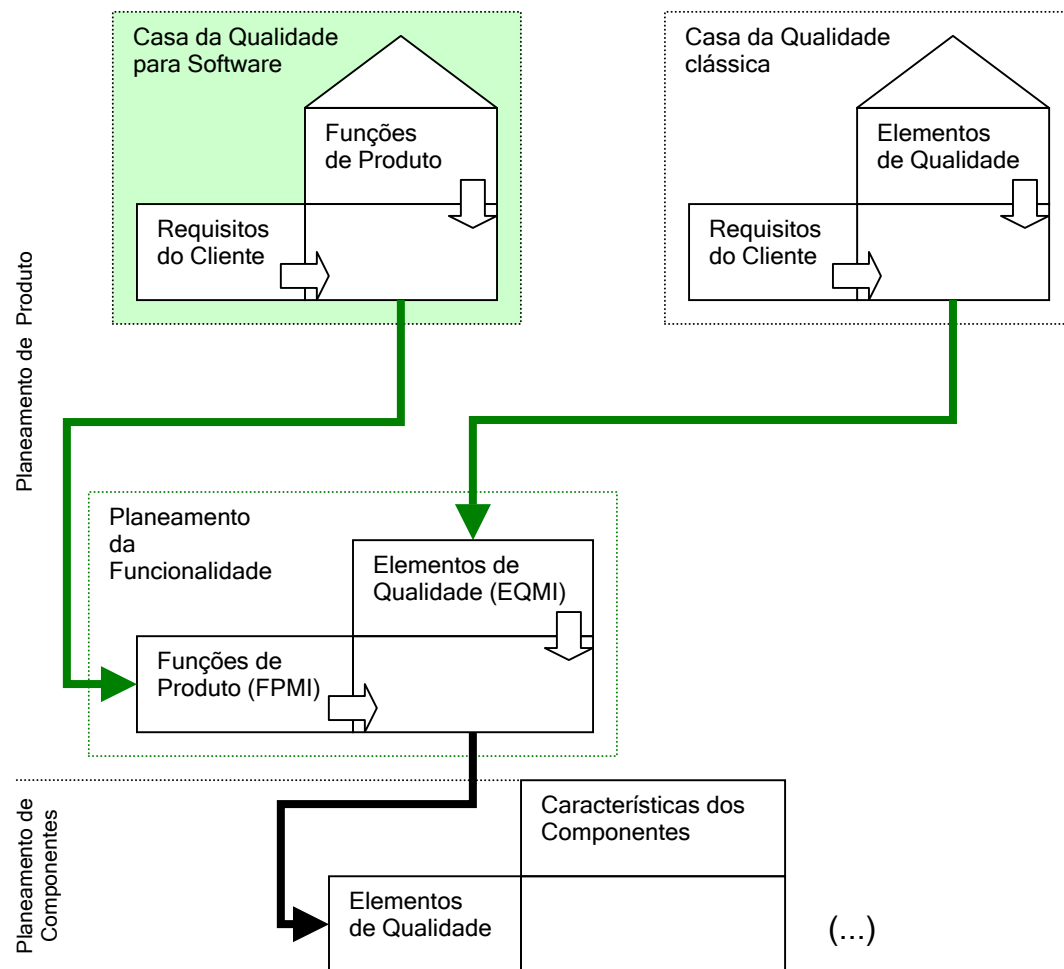 Casa da Qualidade
para Software
Funções
de Produto
Requisitos
do Cliente
Casa da Qualidade
clássica
Elementos
de Qualidade
Requisitos
do Cliente
Planeamento de Produto
Planeamento
da
Funcionalidade
Elementos de
Qualidade (EQMI)
Funções de
Produto (FPMI)
Planeamento de
Componentes
Características dos
Componentes
Elementos
de Qualidade
(...)